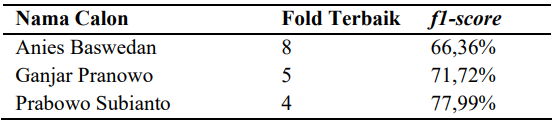 Nama Calon Fold Terbaik f1-score
Anies Baswedan 8 66,36%
Ganjar Pranowo 5 71,72%
Prabowo Subianto 4 77,99%